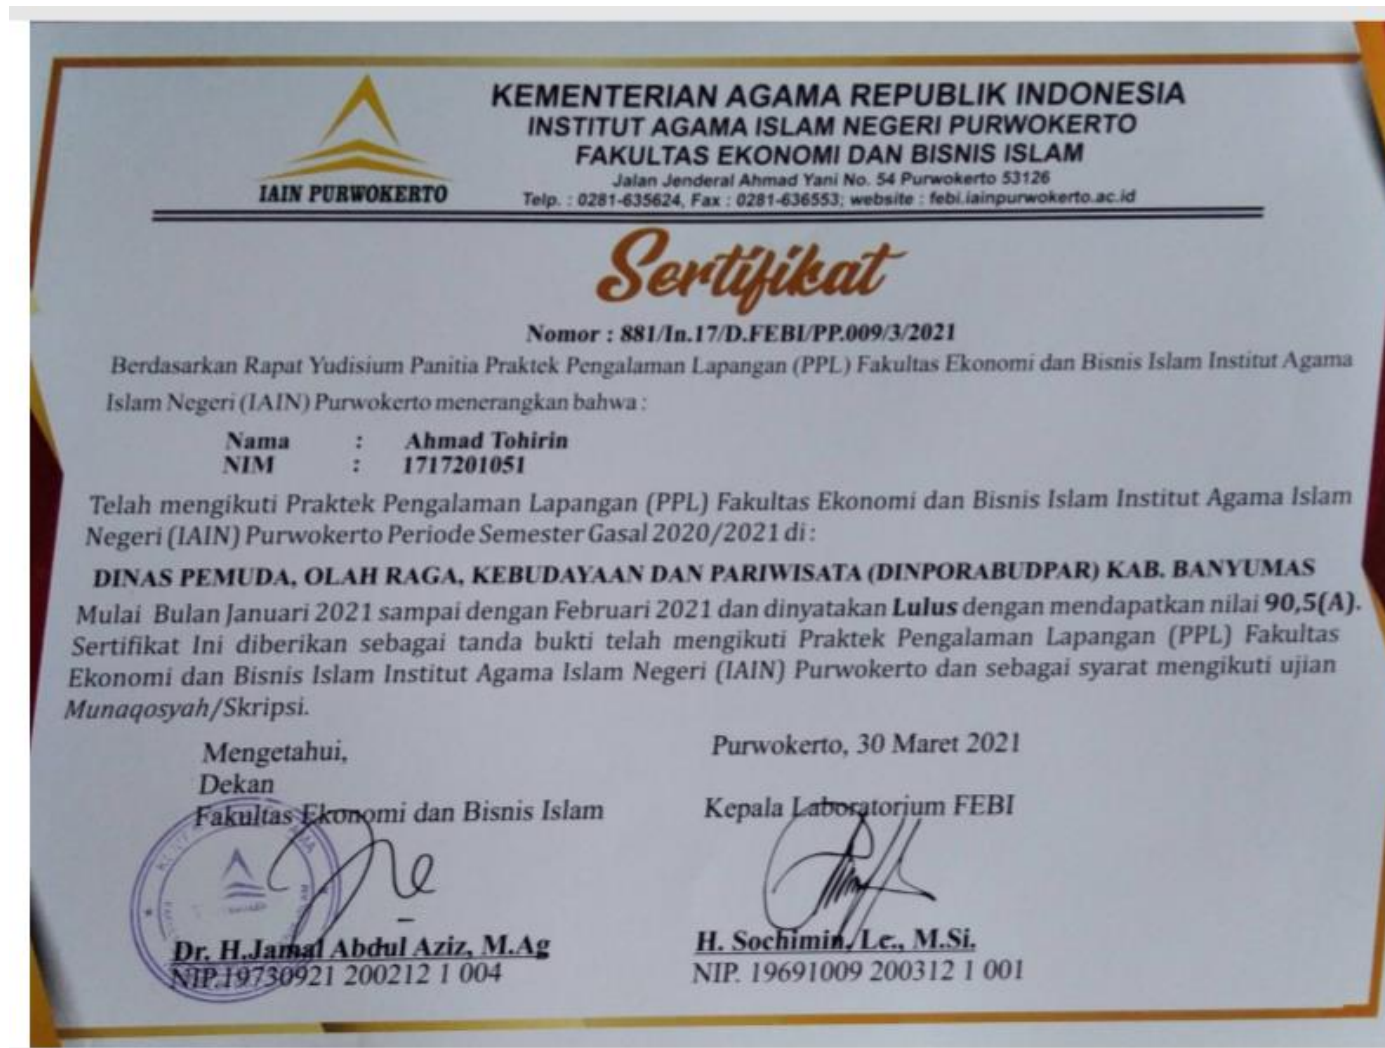 KEMENTERIAN AGAMA REPUBLIK INDONESIA
INSTITUT AGAMA ISLAM NEGERI PURWOKERTO
FAKULTAS EKONOMI DAN BISNIS ISLAM
Jalan Jenderal Ahmad Yani No. 54 Purwokerto 53126
Telp. : 0281-635624, Fax : 0281-636553; website : febi.iainpurwokerto.ac.id
IAIN PURWOKERTO
Sertifikat
Nomor : 881/In.17/D.FEBI/PP.009/3/2021
Berdasarkan Rapat Yudisium Panitia Praktek Pengalaman Lapangan (PPL) Fakultas Ekonomi dan Bisnis Islam Institut Agama
Islam Negeri (IAIN) Purwokerto menerangkan bahwa :
Nama : Ahmad Tohirin
NIM : 1717201051
Telah mengikuti Praktek Pengalaman Lapangan (PPL) Fakultas Ekonomi dan Bisnis Islam Institut Agama Islam
Negeri (IAIN) Purwokerto Periode Semester Gasal 2020/2021 di :
DINAS PEMUDA, OLAH RAGA, KEBUDAYAAN DAN PARIWISATA (DINPORABUDPAR) KAB. BANYUMAS
Mulai Bulan Januari 2021 sampai dengan Februari 2021 dan dinyatakan Lulus dengan mendapatkan nilai 90,5(A).
Sertifikat Ini diberikan sebagai tanda bukti telah mengikuti Praktek Pengalaman Lapangan (PPL) Fakultas
Ekonomi dan Bisnis Islam Institut Agama Islam Negeri (IAIN) Purwokerto dan sebagai syarat mengikuti ujian
Munaqosyah/Skripsi.
Mengetahui,
Dekan
Fakultas Ekonomi dan Bisnis Islam
Dr. H.Jamal Abdul Aziz, M.Ag
NIP.19730921 200212 1 004
Purwokerto, 30 Maret 2021
Kepala Laboratorium FEBI
H. Sochimin, Lc., M.Si.
NIP. 19691009 200312 1 001